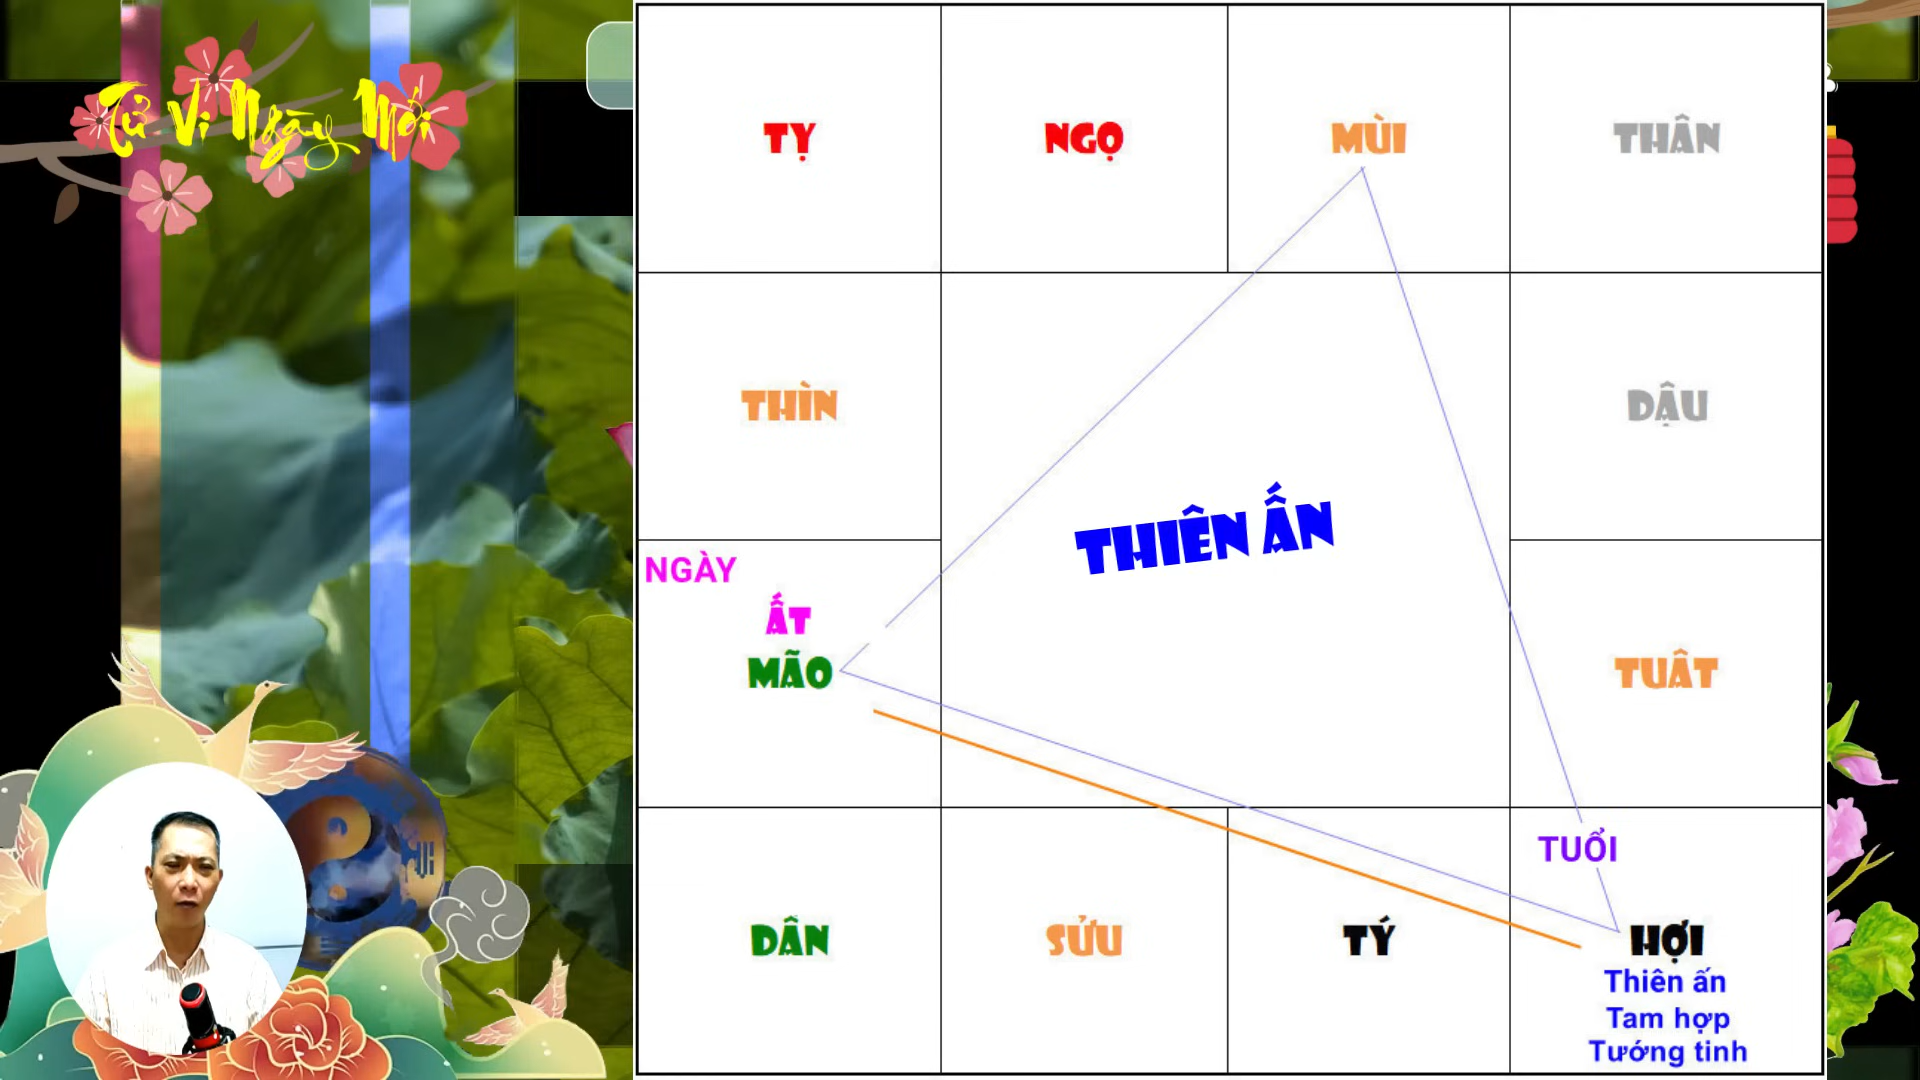 Tử Vi Ngày Mới
TỴ
NGỌ
MÙI
THÂN
THÌN
DẬU
THIÊN ẤN
NGÀY
ẤT
MÃO
TUẤT
TUỔI
DẦN
SỬU
TÝ
HỢI
Thiên ấn
Tam hợp
Tướng tinh